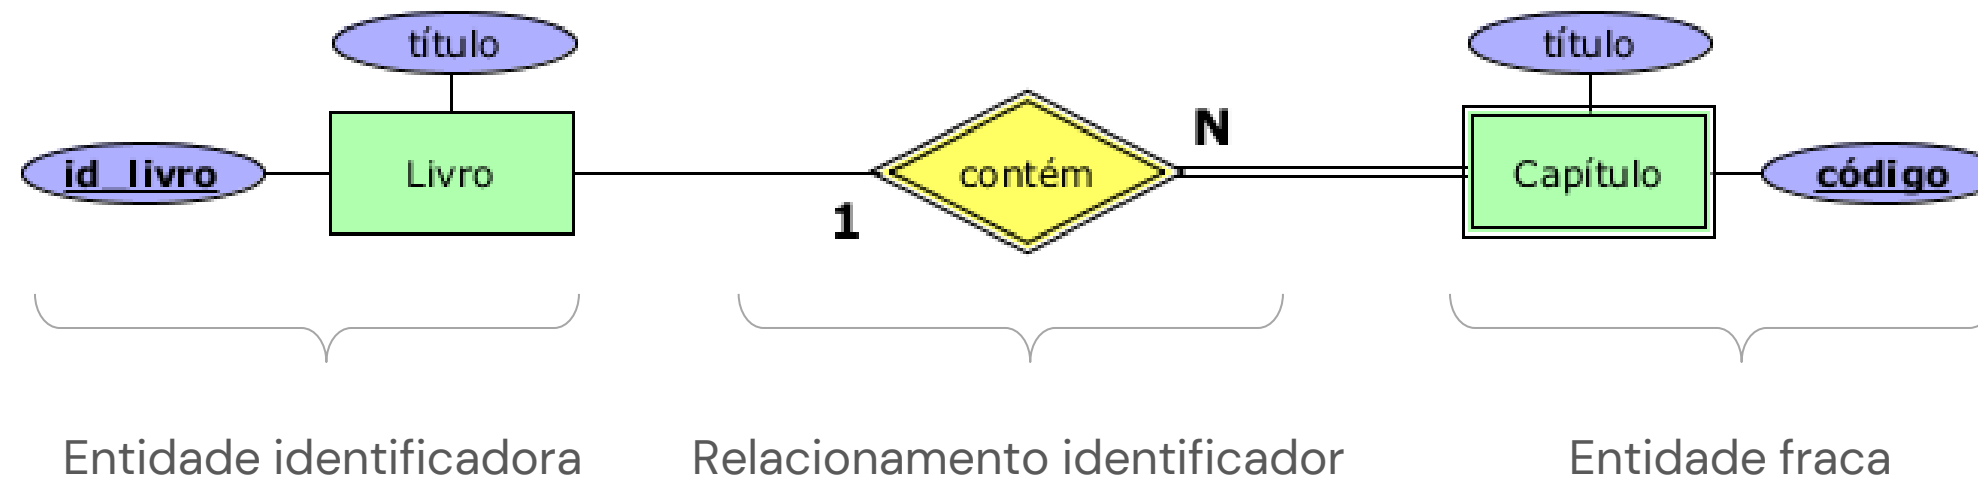 título
título
id_livro
Livro
1
contém
N
Capítulo
código
Entidade identificadora
Relacionamento identificador
Entidade fraca